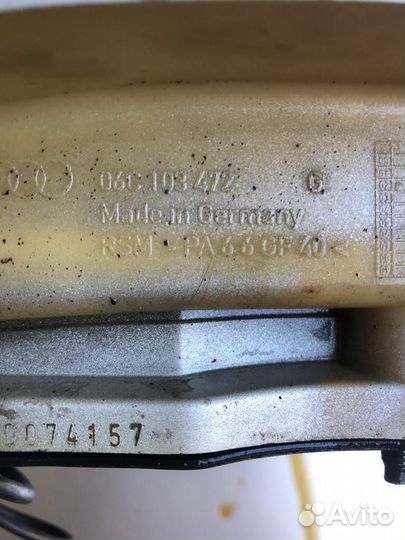 06C 103 472 G
Made in Germany
RSM - PA 6.6 GF 40 <
0074157
Avito